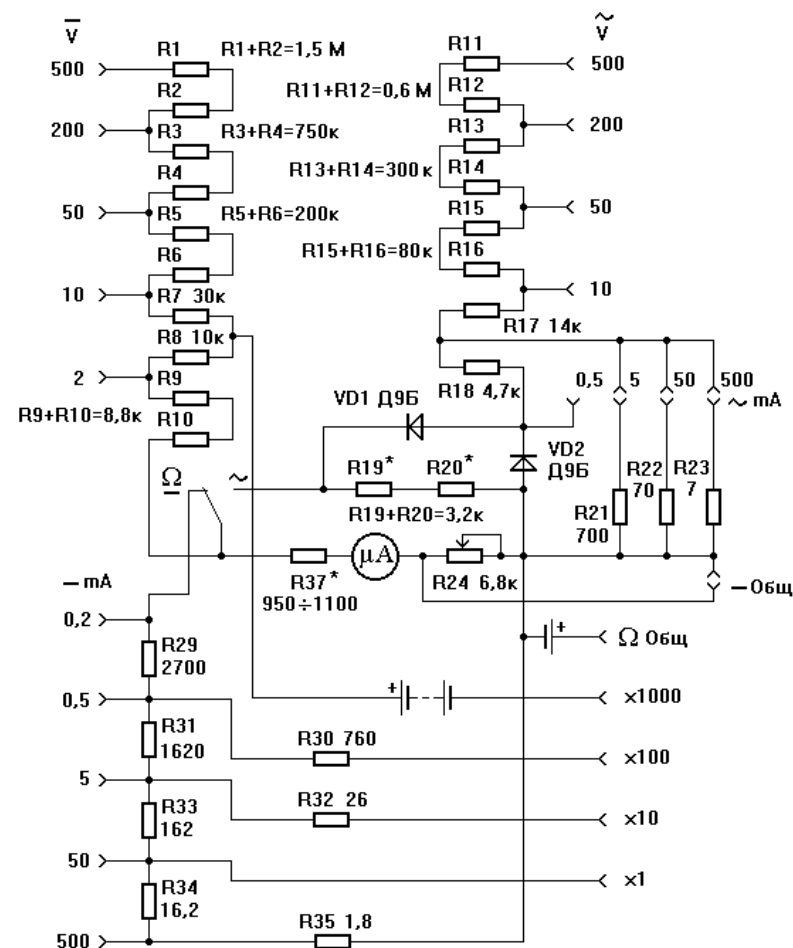 V
~
V
500
R1
R1+R2=1,5 М
R11
500
R2
R11+R12=0,6 М
R12
200
R3
R3+R4=750к
R13
200
R4
R13+R14=300к
R14
50
R5
R5+R6=200к
R15
50
R6
R15+R16=80к
R16
10
R7 30к
10
R8 10к
R17 14к
2
R9
R18 4,7к
0,5
5
50
500
~ mA
R9+R10=8,8к
R10
VD1 Д9Б
VD2
Д9Б
Ω
~
R19*
R20*
R19+R20=3,2к
R21
700
R22
70
R23
7
μA
R37*
950÷1100
R24 6,8к
— Общ
— mA
0,2
+
Ω Общ
R29
2700
0,5
+
x1000
R31
1620
R30 760
x100
5
R33
162
R32 26
x10
50
R34
16,2
x1
500
R35 1,8